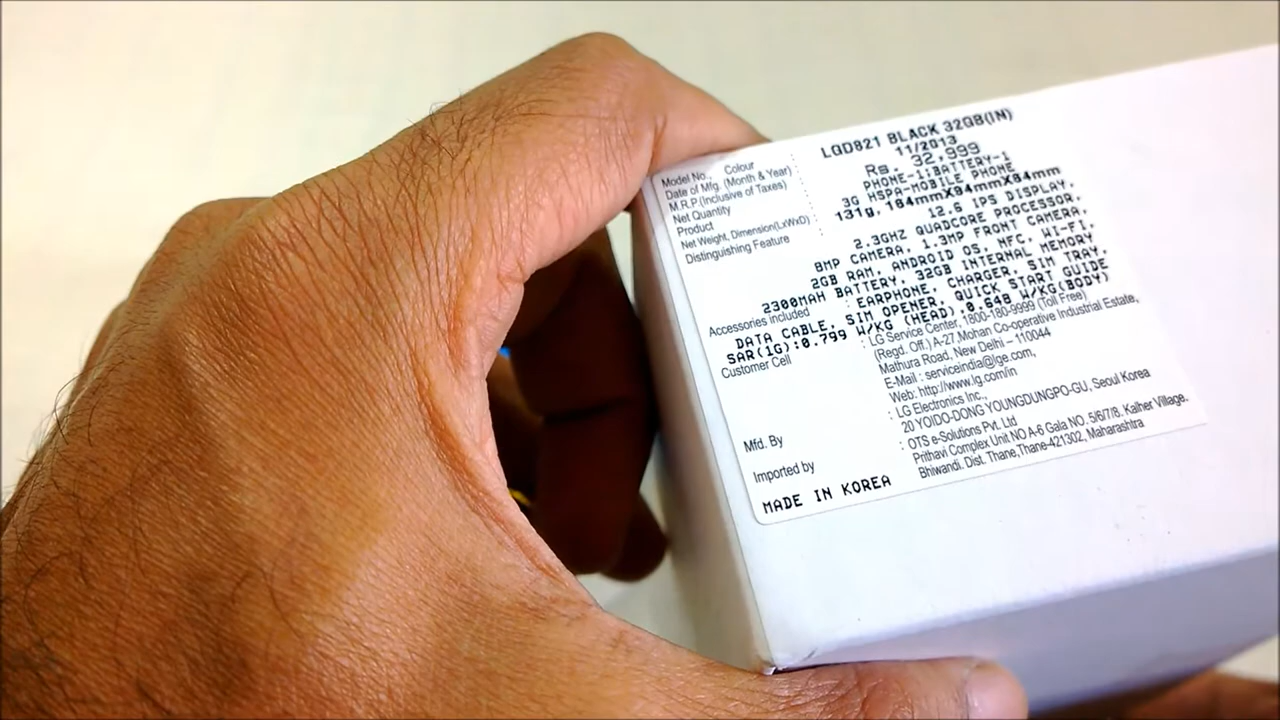 Model No., Colour LGD821 BLACK 32GB(IN)
Date of Mfg. (Month & Year) 11/2013
M.R.P.(Inclusive of Taxes) Rs. 32,999
Net Quantity PHONE-1;BATTERY-1
Product 3G HSPA-MOBILE PHONE
Net Weight, Dimension(LxWxD) 131g, 184mmX94mmX84mm
Distinguishing Feature 12.6 IPS DISPLAY,
2.3GHZ QUADCORE PROCESSOR,
8MP CAMERA, 1.3MP FRONT CAMERA,
2GB RAM, ANDROID OS, NFC, WI-FI,
2300MAH BATTERY, 32GB INTERNAL MEMORY
Accessories included : EARPHONE, CHARGER, SIM TRAY,
DATA CABLE, SIM OPENER, QUICK START GUIDE
SAR(1G):0.799 W/KG (HEAD),0.648 W/KG(BODY)
Customer Cell : LG Service Center, 1800-180-9999 (Toll Free)
(Regd. Off.) A-27,Mohan Co-operative Industrial Estate,
Mathura Road, New Delhi – 110044
E-Mail : serviceindia@lge.com,
Web: http://www.lg.com/in
Mfd. By : LG Electronics Inc.,
20 YOIDO-DONG YOUNGDUNGPO-GU, Seoul Korea
Imported by : OTS e-Solutions Pvt. Ltd
Prithavi Complex Unit NO A-6 Gala NO. 5/6/7/8, Kalher Village.
Bhiwandi. Dist. Thane,Thane-421302, Maharashtra
MADE IN KOREA